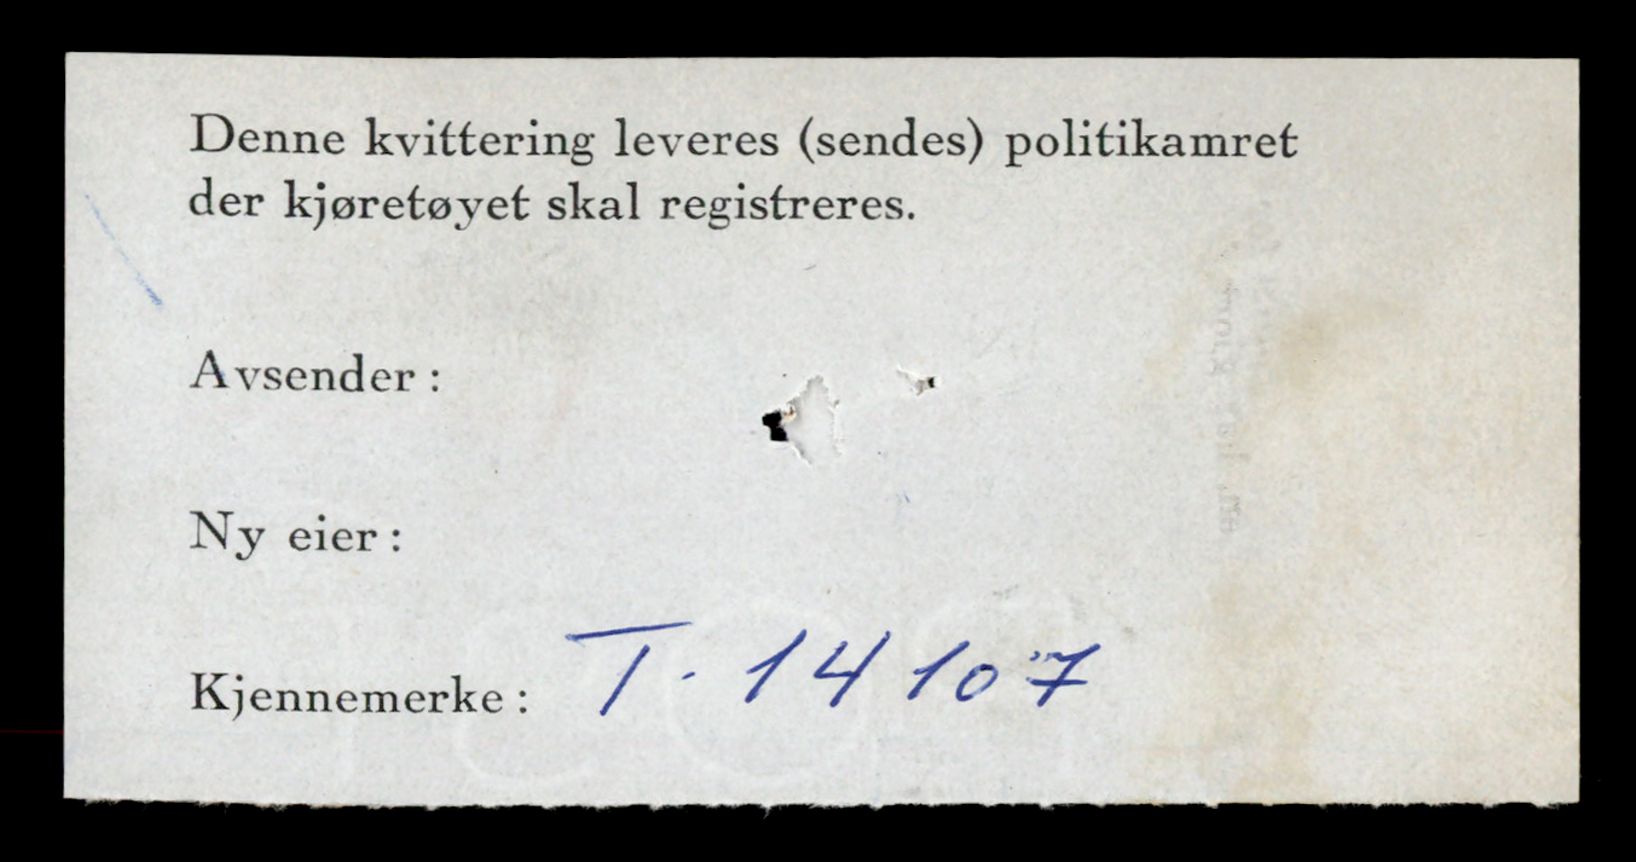 Denne kvittering leveres (sendes) politikamret
der kjøretøyet skal registreres.
Avsender :
Ny eier :
Kjennemerke : T. 14107